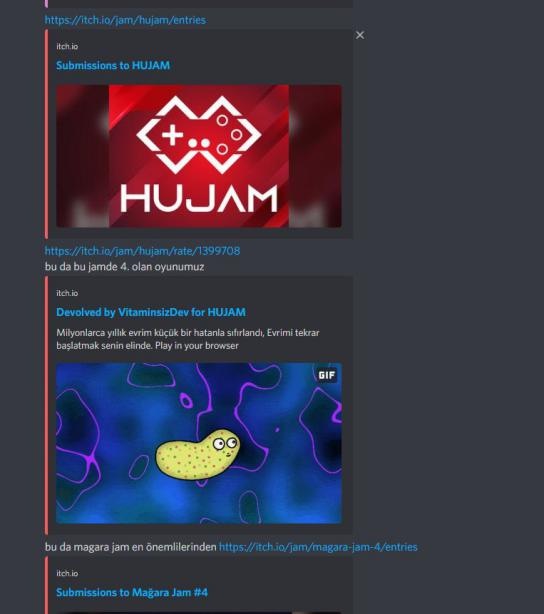 https://itch.io/jam/hujam/entries
itch.io
Submissions to HUJAM
HUJAM
https://itch.io/jam/hujam/rate/1399708
bu da bu jamde 4. olan oyunumuz
itch.io
Devolved by VitaminsizDev for HUJAM
Milyonlarca yıllık evrim küçük bir hatanla sıfırlandı, Evrimi tekrar
başlatmak senin elinde. Play in your browser
GIF
bu da magara jam en önemlilerinden https://itch.io/jam/magara-jam-4/entries
itch.io
Submissions to Mağara Jam #4